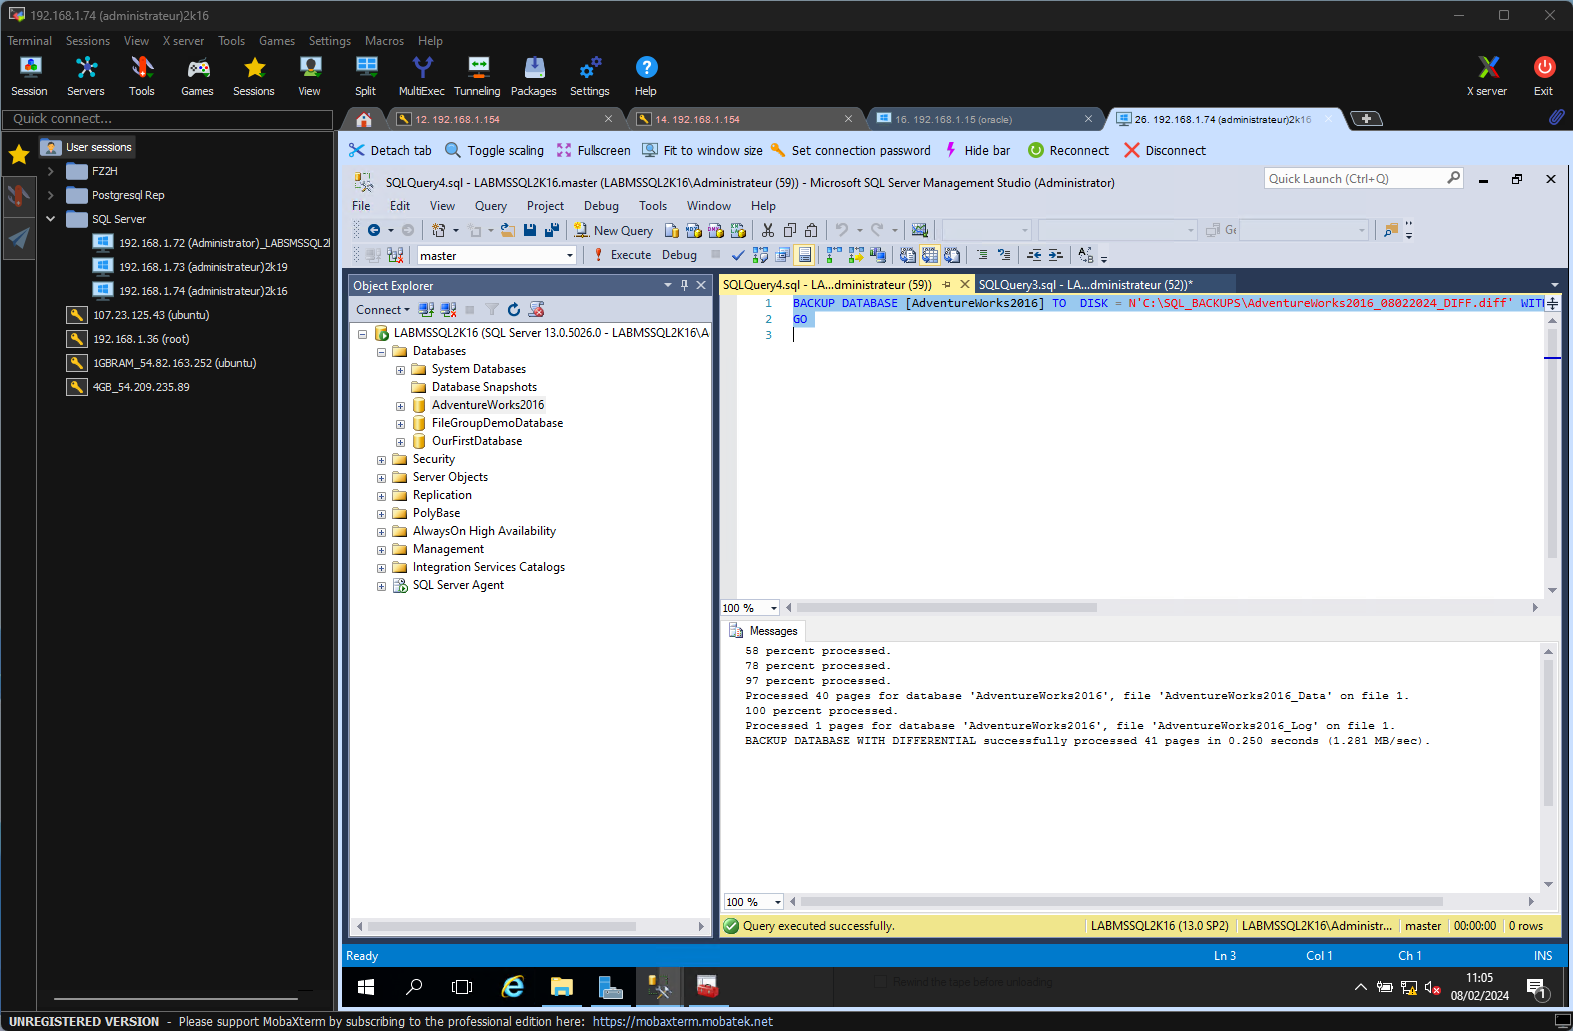 192.168.1.74 (administrateur)2k16
Terminal Sessions View X server Tools Games Settings Macros Help
Session Servers Tools Games Sessions View Split MultiExec Tunneling Packages Settings Help X server Exit
Quick connect...
12. 192.168.1.154
14. 192.168.1.154
16. 192.168.1.15 (oracle)
26. 192.168.1.74 (administrateur)2k16
Detach tab Toggle scaling Fullscreen Fit to window size Set connection password Hide bar Reconnect Disconnect
User sessions
FZ2H
Postgresql Rep
SQL Server
192.168.1.72 (Administrator)_LABSMSSQL2
192.168.1.73 (administrateur)2k19
192.168.1.74 (administrateur)2k16
107.23.125.43 (ubuntu)
192.168.1.36 (root)
1GBRAM_54.82.163.252 (ubuntu)
4GB_54.209.235.89
SQLQuery4.sql - LABMSSQL2K16.master (LABMSSQL2K16\Administrateur (59)) - Microsoft SQL Server Management Studio (Administrator)
Quick Launch (Ctrl+Q)
File Edit View Query Project Debug Tools Window Help
New Query
MDX DMX XMLA
Ge
master
Execute Debug
Object Explorer
Connect
LABMSSQL2K16 (SQL Server 13.0.5026.0 - LABMSSQL2K16\A
Databases
System Databases
Database Snapshots
AdventureWorks2016
FileGroupDemoDatabase
OurFirstDatabase
Security
Server Objects
Replication
PolyBase
AlwaysOn High Availability
Management
Integration Services Catalogs
SQL Server Agent
SQLQuery4.sql - LA...dministrateur (59))
SQLQuery3.sql - LA...dministrateur (52))*
1 BACKUP DATABASE [AdventureWorks2016] TO DISK = N'C:\SQL_BACKUPS\AdventureWorks2016_08022024_DIFF.diff' WITH
2 GO
3
100 %
Messages
58 percent processed.
78 percent processed.
97 percent processed.
Processed 40 pages for database 'AdventureWorks2016', file 'AdventureWorks2016_Data' on file 1.
100 percent processed.
Processed 1 pages for database 'AdventureWorks2016', file 'AdventureWorks2016_Log' on file 1.
BACKUP DATABASE WITH DIFFERENTIAL successfully processed 41 pages in 0.250 seconds (1.281 MB/sec).
100 %
Query executed successfully. LABMSSQL2K16 (13.0 SP2) LABMSSQL2K16\Administr... master 00:00:00 0 rows
Ready Ln 3 Col 1 Ch 1 INS
Rewind the tape before unloading
11:05
08/02/2024
1
UNREGISTERED VERSION - Please support MobaXterm by subscribing to the professional edition here: https://mobaxterm.mobatek.net